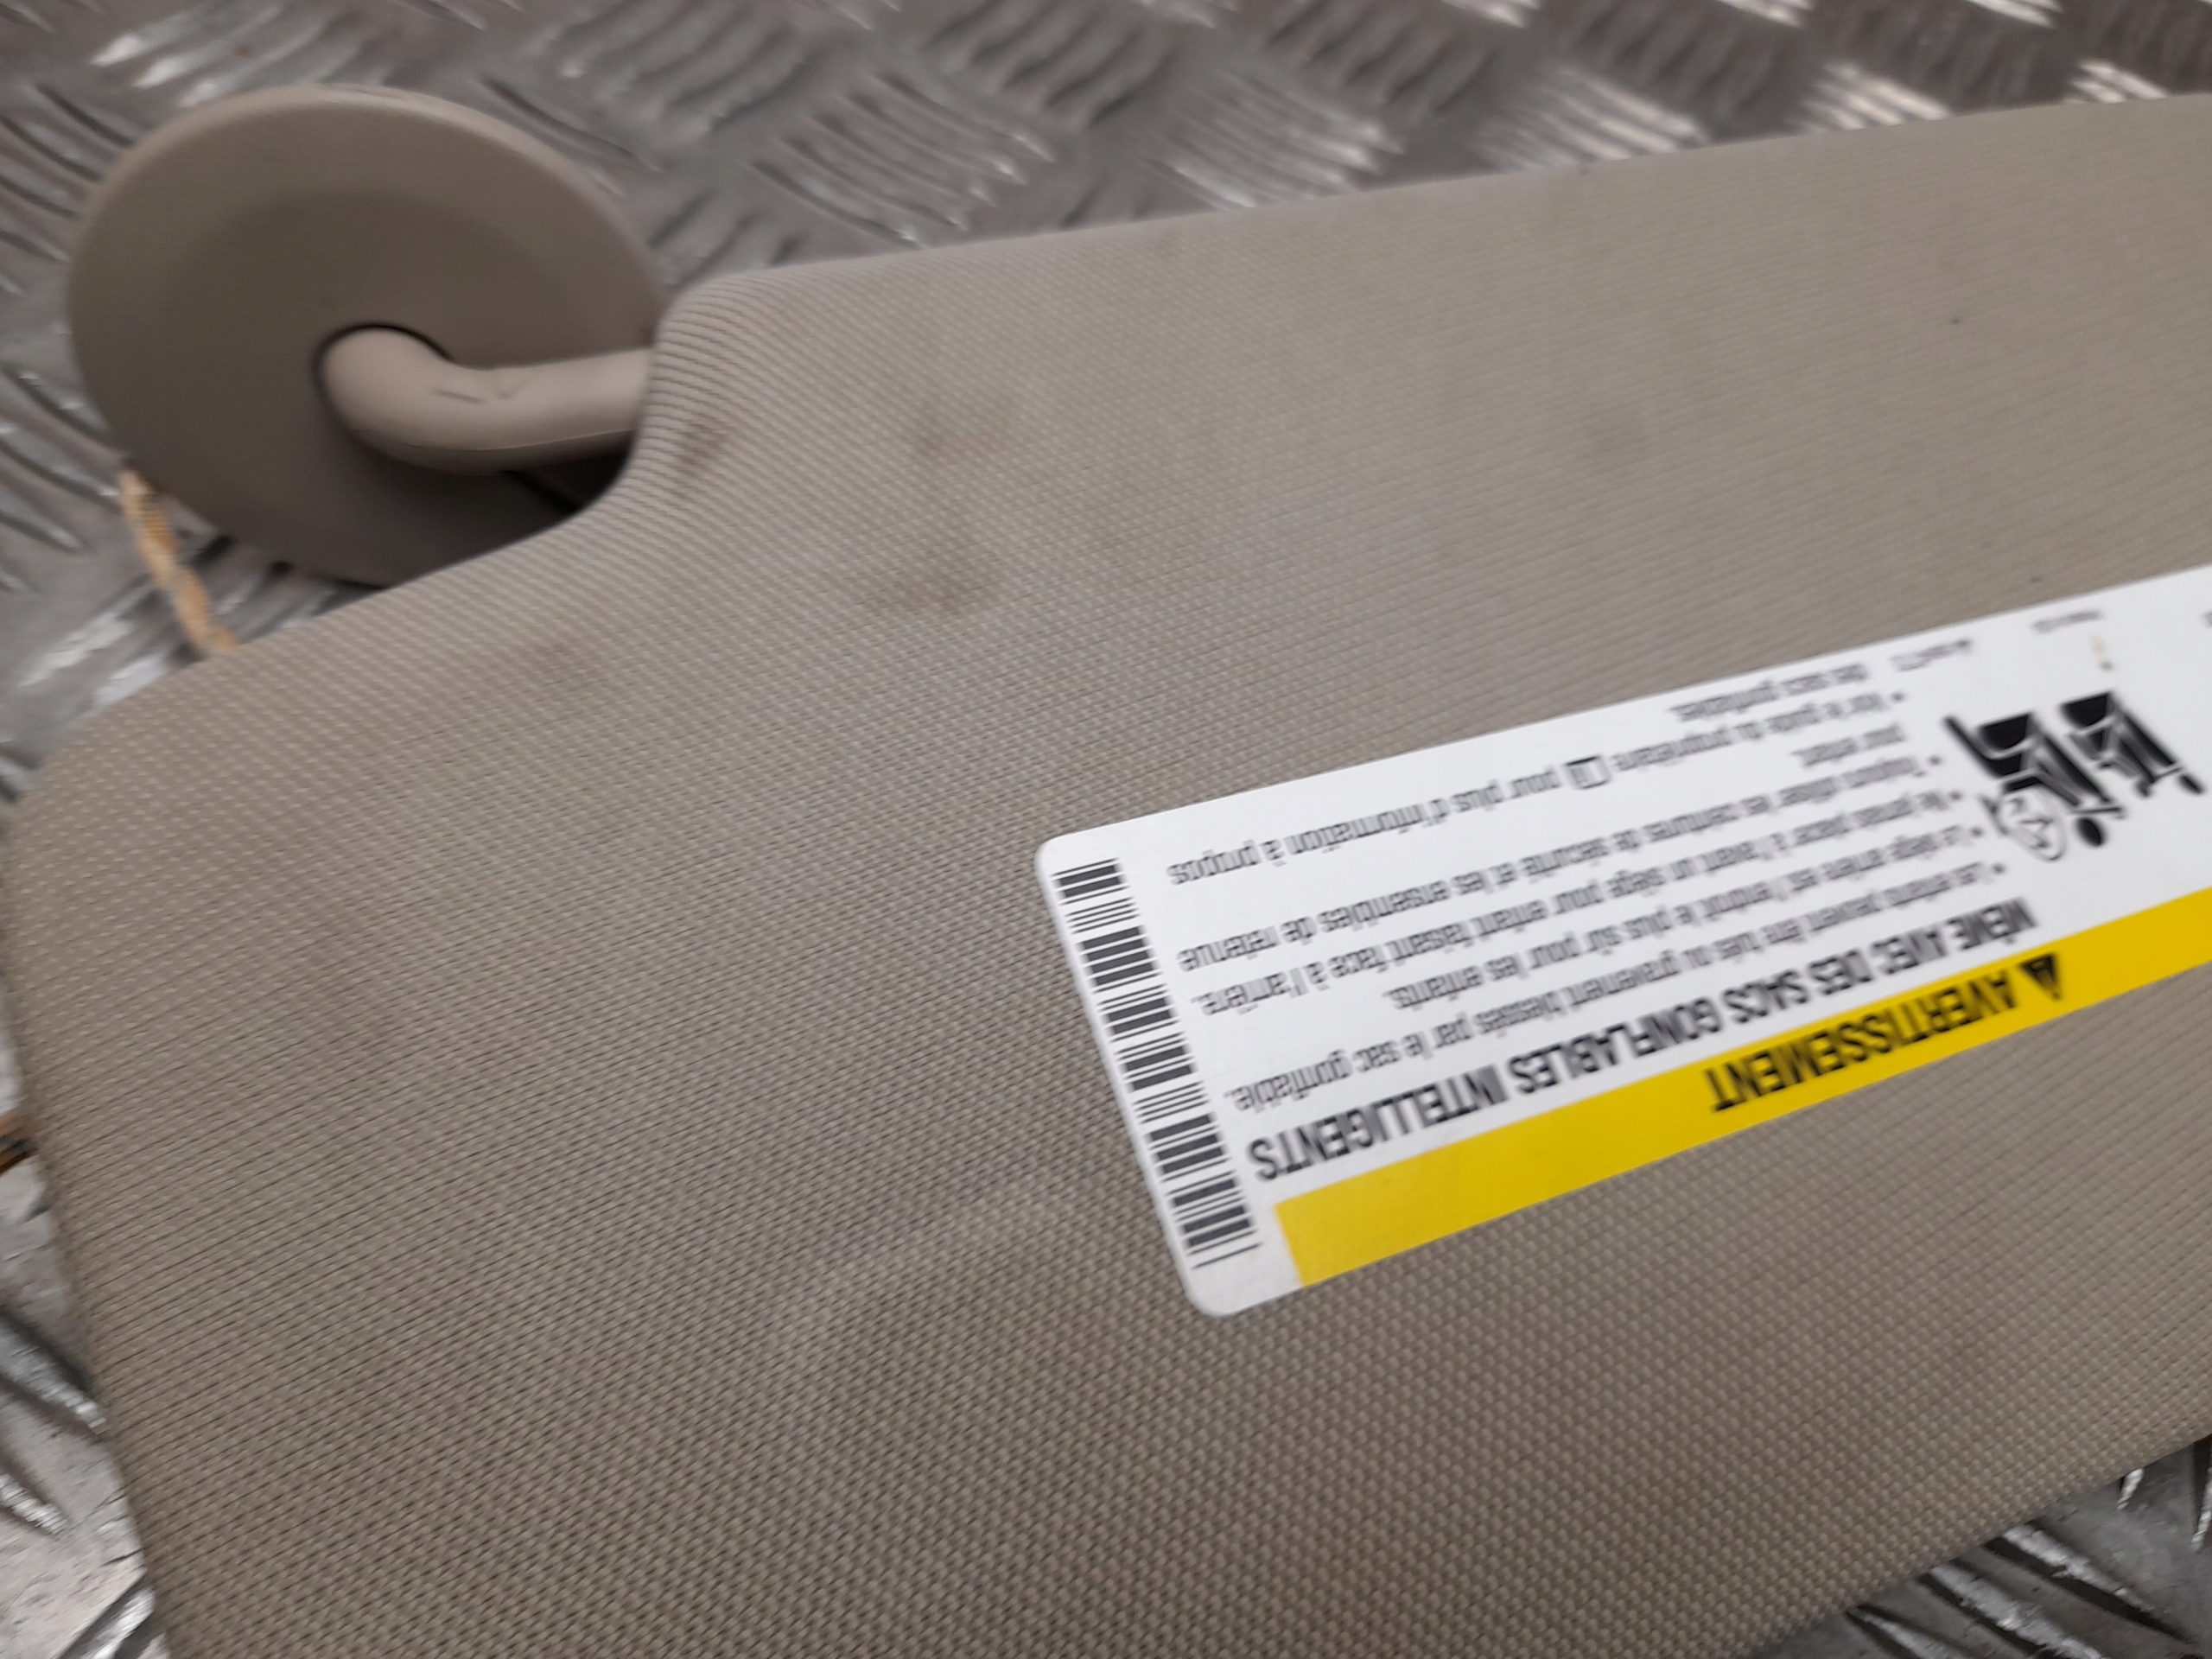 AVERTISSEMENT
MÊME AVEC DES SACS GONFLABLES INTELLIGENTS
• Les enfants peuvent être tués ou gravement blessés par le sac gonflable.
• Le siège arrière est l'endroit le plus sûr pour les enfants.
• Ne jamais placer à l'avant un siège pour enfant faisant face à l'arrière.
• Toujours utiliser les ceintures de sécurité et les ensembles de retenue
pour enfant.
• Voir le guide du propriétaire pour plus d'information à propos
des sacs gonflables.